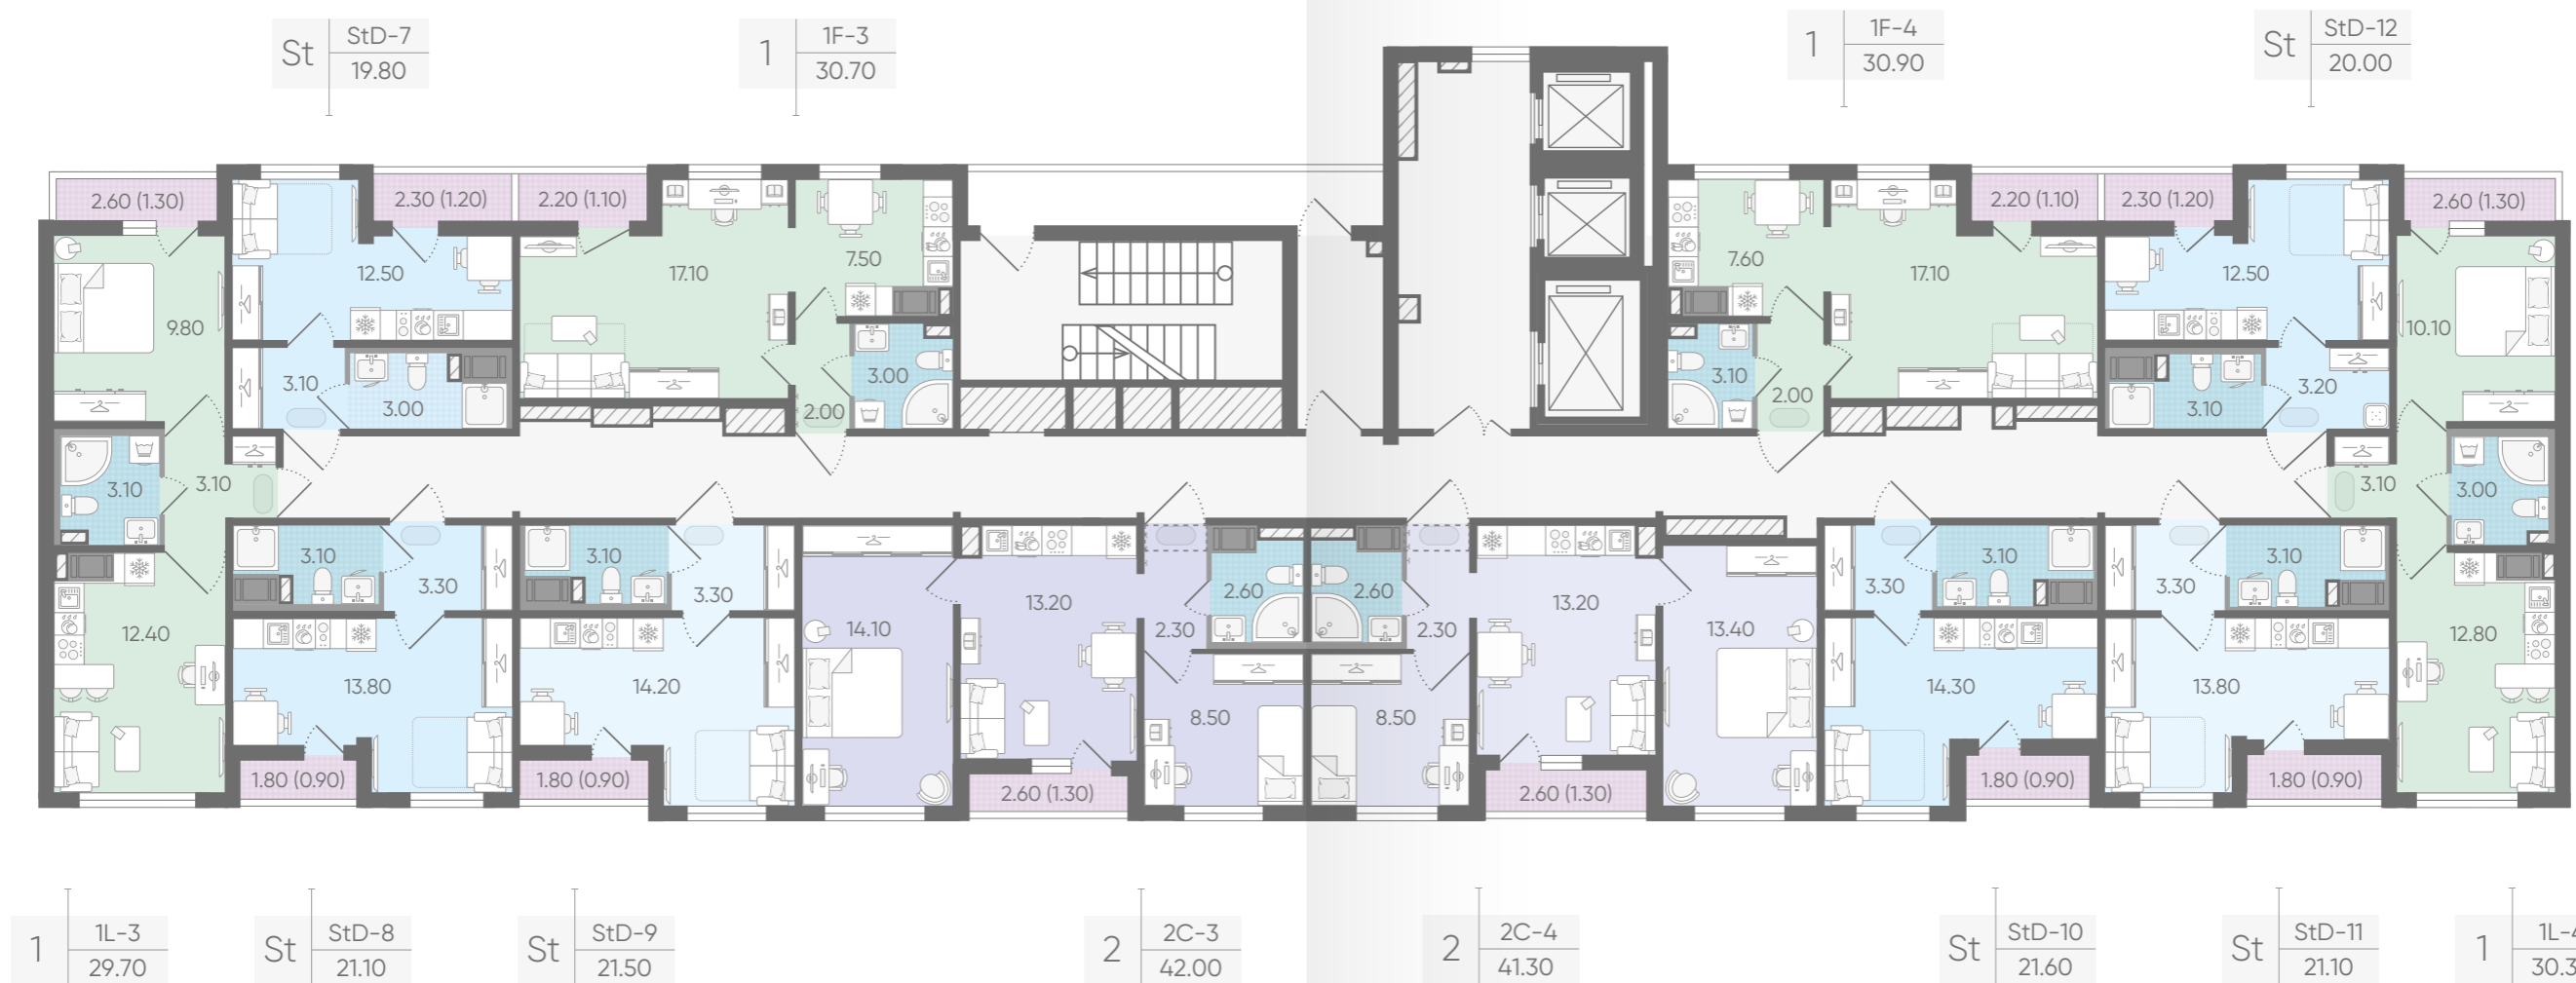 St StD-7 19.80
1 1F-3 30.70
1 1F-4 30.90
St StD-12 20.00
2.60 (1.30) 2.30 (1.20) 2.20 (1.10) 2.20 (1.10) 2.30 (1.20) 2.60 (1.30)
12.50 17.10 7.50 7.60 17.10 12.50
9.80 10.10
3.10 3.00 3.00 3.10 3.20
3.00 2.00 2.00 3.10
3.10 3.10 3.10 3.00
3.10 3.10 3.10 3.10
3.30 3.30 2.60 2.60 3.30 3.30
13.20 13.20
12.40 14.10 2.30 2.30 13.40 12.80
13.80 14.20 14.30 13.80
8.50 8.50
1.80 (0.90) 1.80 (0.90) 2.60 (1.30) 2.60 (1.30) 1.80 (0.90) 1.80 (0.90)
1 1L-3 29.70
St StD-8 21.10
St StD-9 21.50
2 2C-3 42.00
2 2C-4 41.30
St StD-10 21.60
St StD-11 21.10
1